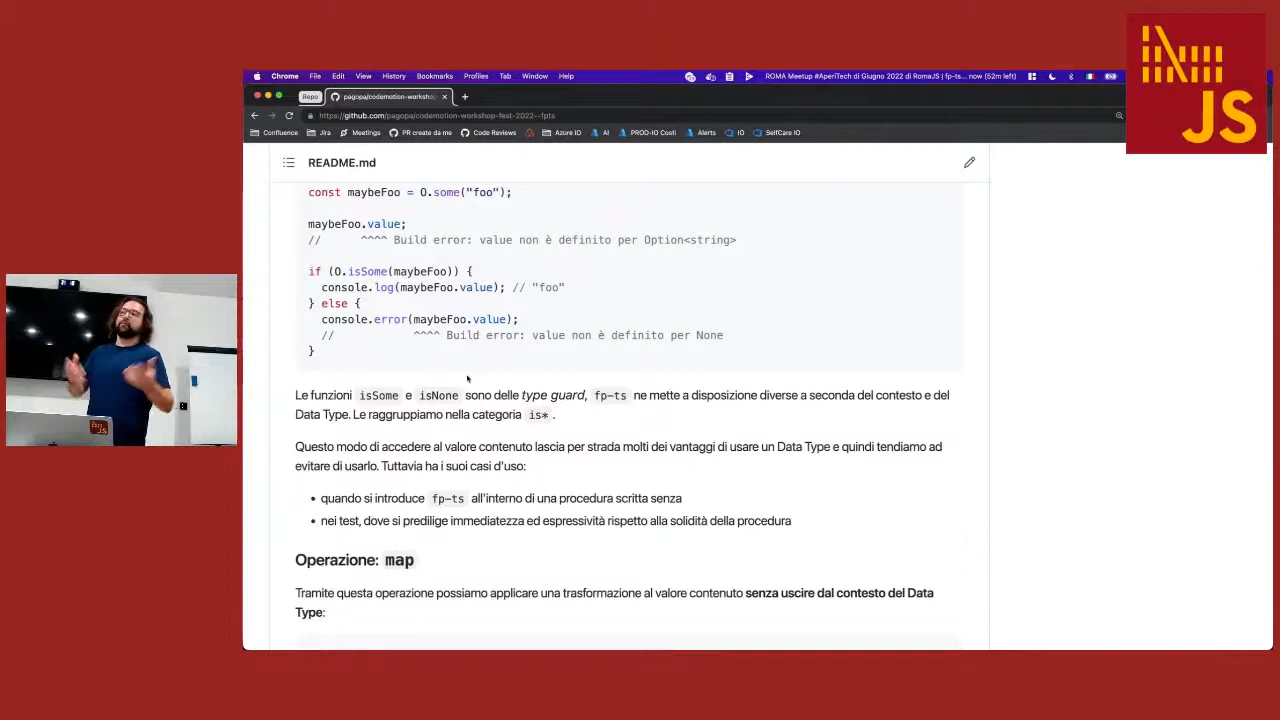 Chrome File Edit View History Bookmarks Profiles Tab Window Help
ROMA Meetup #AperiTech di Giugno 2022 di RomaJS | fp-ts... now (52m left)
Repo
pagopa/codemotion-workshop-
https://github.com/pagopa/codemotion-workshop-fest-2022--fpts
Confluence Jira Meetings PR create da me Code Reviews Azure IO AI PROD-IO Costi Alerts IO SelfCare IO
JS
README.md
const maybeFoo = O.some("foo");
maybeFoo.value;
// ^^^^ Build error: value non è definito per Option<string>
if (O.isSome(maybeFoo)) {
console.log(maybeFoo.value); // "foo"
} else {
console.error(maybeFoo.value);
// ^^^^ Build error: value non è definito per None
}
Le funzioni isSome e isNone sono delle type guard, fp-ts ne mette a disposizione diverse a seconda del contesto e del
Data Type. Le raggruppiamo nella categoria is* .
Questo modo di accedere al valore contenuto lascia per strada molti dei vantaggi di usare un Data Type e quindi tendiamo ad
evitare di usarlo. Tuttavia ha i suoi casi d'uso:
• quando si introduce fp-ts all'interno di una procedura scritta senza
• nei test, dove si predilige immediatezza ed espressività rispetto alla solidità della procedura
Operazione: map
Tramite questa operazione possiamo applicare una trasformazione al valore contenuto senza uscire dal contesto del Data
Type: